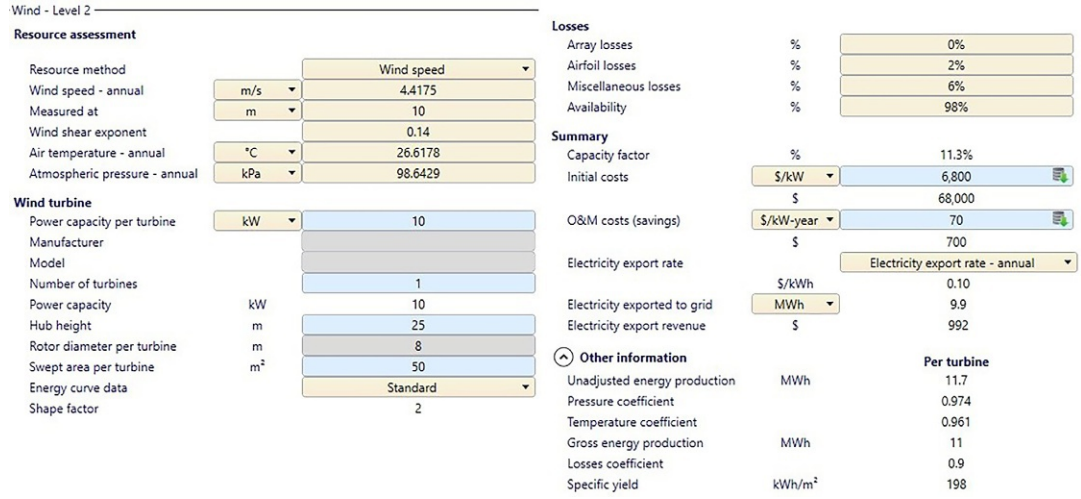 Wind - Level 2
Resource assessment
Resource method Wind speed
Wind speed - annual m/s 4.4175
Measured at m 10
Wind shear exponent 0.14
Air temperature - annual °C 26.6178
Atmospheric pressure - annual kPa 98.6429
Wind turbine
Power capacity per turbine kW 10
Manufacturer
Model
Number of turbines 1
Power capacity kW 10
Hub height m 25
Rotor diameter per turbine m 8
Swept area per turbine m² 50
Energy curve data Standard
Shape factor 2
Losses
Array losses % 0%
Airfoil losses % 2%
Miscellaneous losses % 6%
Availability % 98%
Summary
Capacity factor % 11.3%
Initial costs $/kW 6,800
$ 68,000
O&M costs (savings) $/kW-year 70
$ 700
Electricity export rate Electricity export rate - annual
$/kWh 0.10
Electricity exported to grid MWh 9.9
Electricity export revenue $ 992
Other information Per turbine
Unadjusted energy production MWh 11.7
Pressure coefficient 0.974
Temperature coefficient 0.961
Gross energy production MWh 11
Losses coefficient 0.9
Specific yield kWh/m² 198